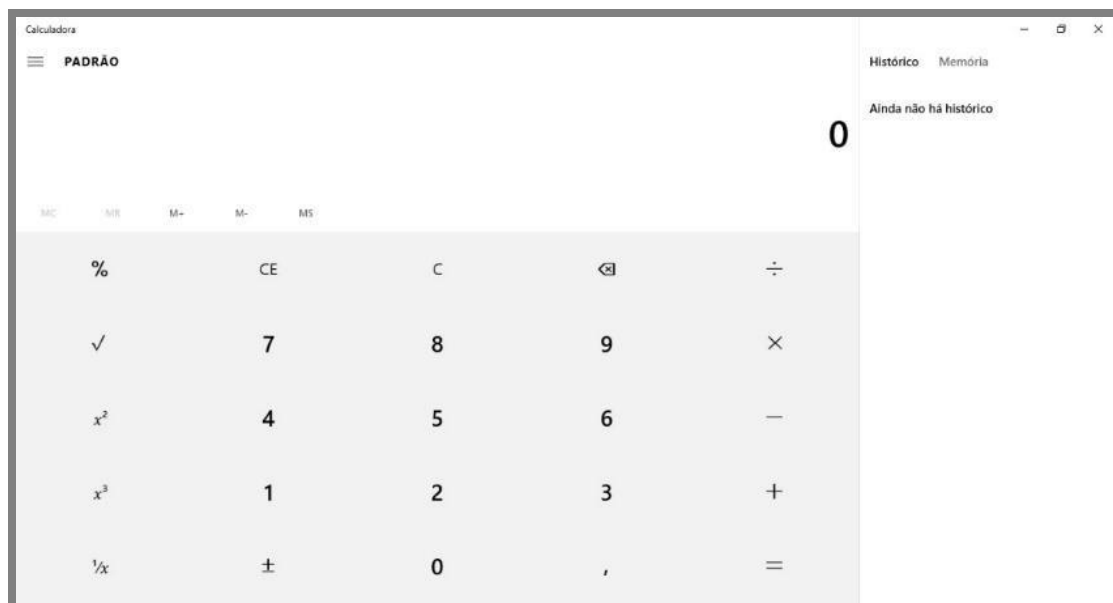 Calculadora
PADRÃO
Histórico Memória
Ainda não há histórico
0
MC MR M+ M- MS
% CE C ÷
√ 7 8 9 ×
x² 4 5 6 −
x³ 1 2 3 +
¹/x ± 0 , =